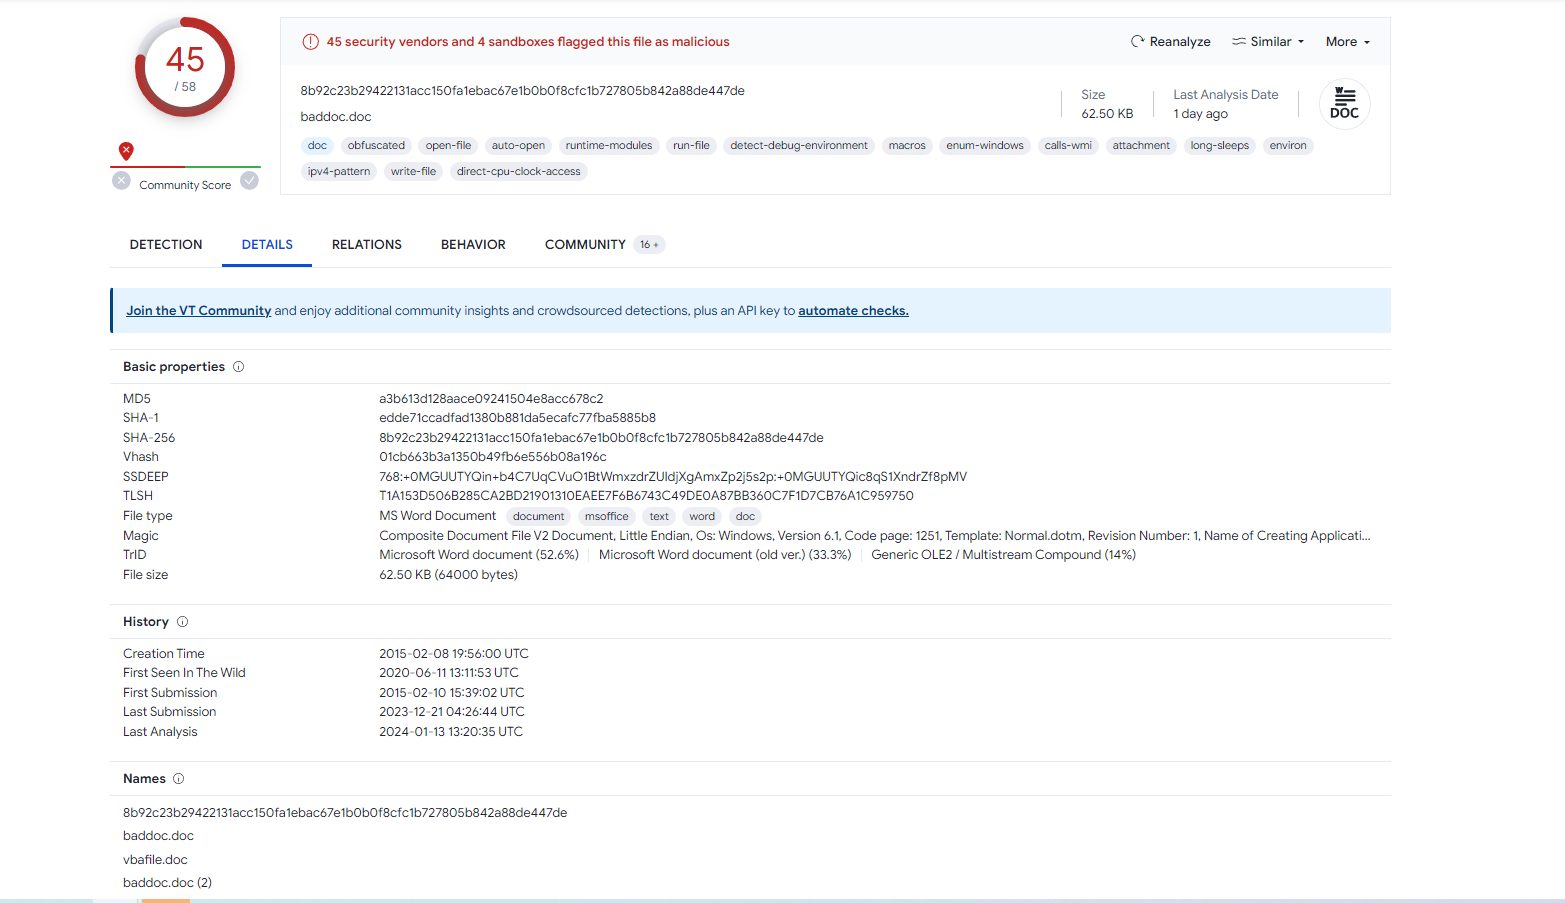 45
/ 58
Community Score
45 security vendors and 4 sandboxes flagged this file as malicious
Reanalyze Similar More
8b92c23b29422131acc150fa1ebac67e1b0b0f8cfc1b727805b842a88de447de
baddoc.doc
Size
62.50 KB
Last Analysis Date
1 day ago
W
DOC
doc obfuscated open-file auto-open runtime-modules run-file detect-debug-environment macros enum-windows calls-wmi attachment long-sleeps environ
ipv4-pattern write-file direct-cpu-clock-access
DETECTION DETAILS RELATIONS BEHAVIOR COMMUNITY 16 +
Join the VT Community and enjoy additional community insights and crowdsourced detections, plus an API key to automate checks.
Basic properties
MD5 a3b613d128aace09241504e8acc678c2
SHA-1 edde71ccadfad1380b881da5ecafc77fba5885b8
SHA-256 8b92c23b29422131acc150fa1ebac67e1b0b0f8cfc1b727805b842a88de447de
Vhash 01cb663b3a1350b49fb6e556b08a196c
SSDEEP 768:+0MGUUTYQin+b4C7UqCVuO1BtWmxzdrZUIdjXgAmxZp2j5s2p:+0MGUUTYQic8qS1XndrZf8pMV
TLSH T1A153D506B285CA2BD21901310EAEE7F6B6743C49DE0A87BB360C7F1D7CB76A1C959750
File type MS Word Document document msoffice text word doc
Magic Composite Document File V2 Document, Little Endian, Os: Windows, Version 6.1, Code page: 1251, Template: Normal.dotm, Revision Number: 1, Name of Creating Applicati...
TrID Microsoft Word document (52.6%) Microsoft Word document (old ver.) (33.3%) Generic OLE2 / Multistream Compound (14%)
File size 62.50 KB (64000 bytes)
History
Creation Time 2015-02-08 19:56:00 UTC
First Seen In The Wild 2020-06-11 13:11:53 UTC
First Submission 2015-02-10 15:39:02 UTC
Last Submission 2023-12-21 04:26:44 UTC
Last Analysis 2024-01-13 13:20:35 UTC
Names
8b92c23b29422131acc150fa1ebac67e1b0b0f8cfc1b727805b842a88de447de
baddoc.doc
vbafile.doc
baddoc.doc (2)